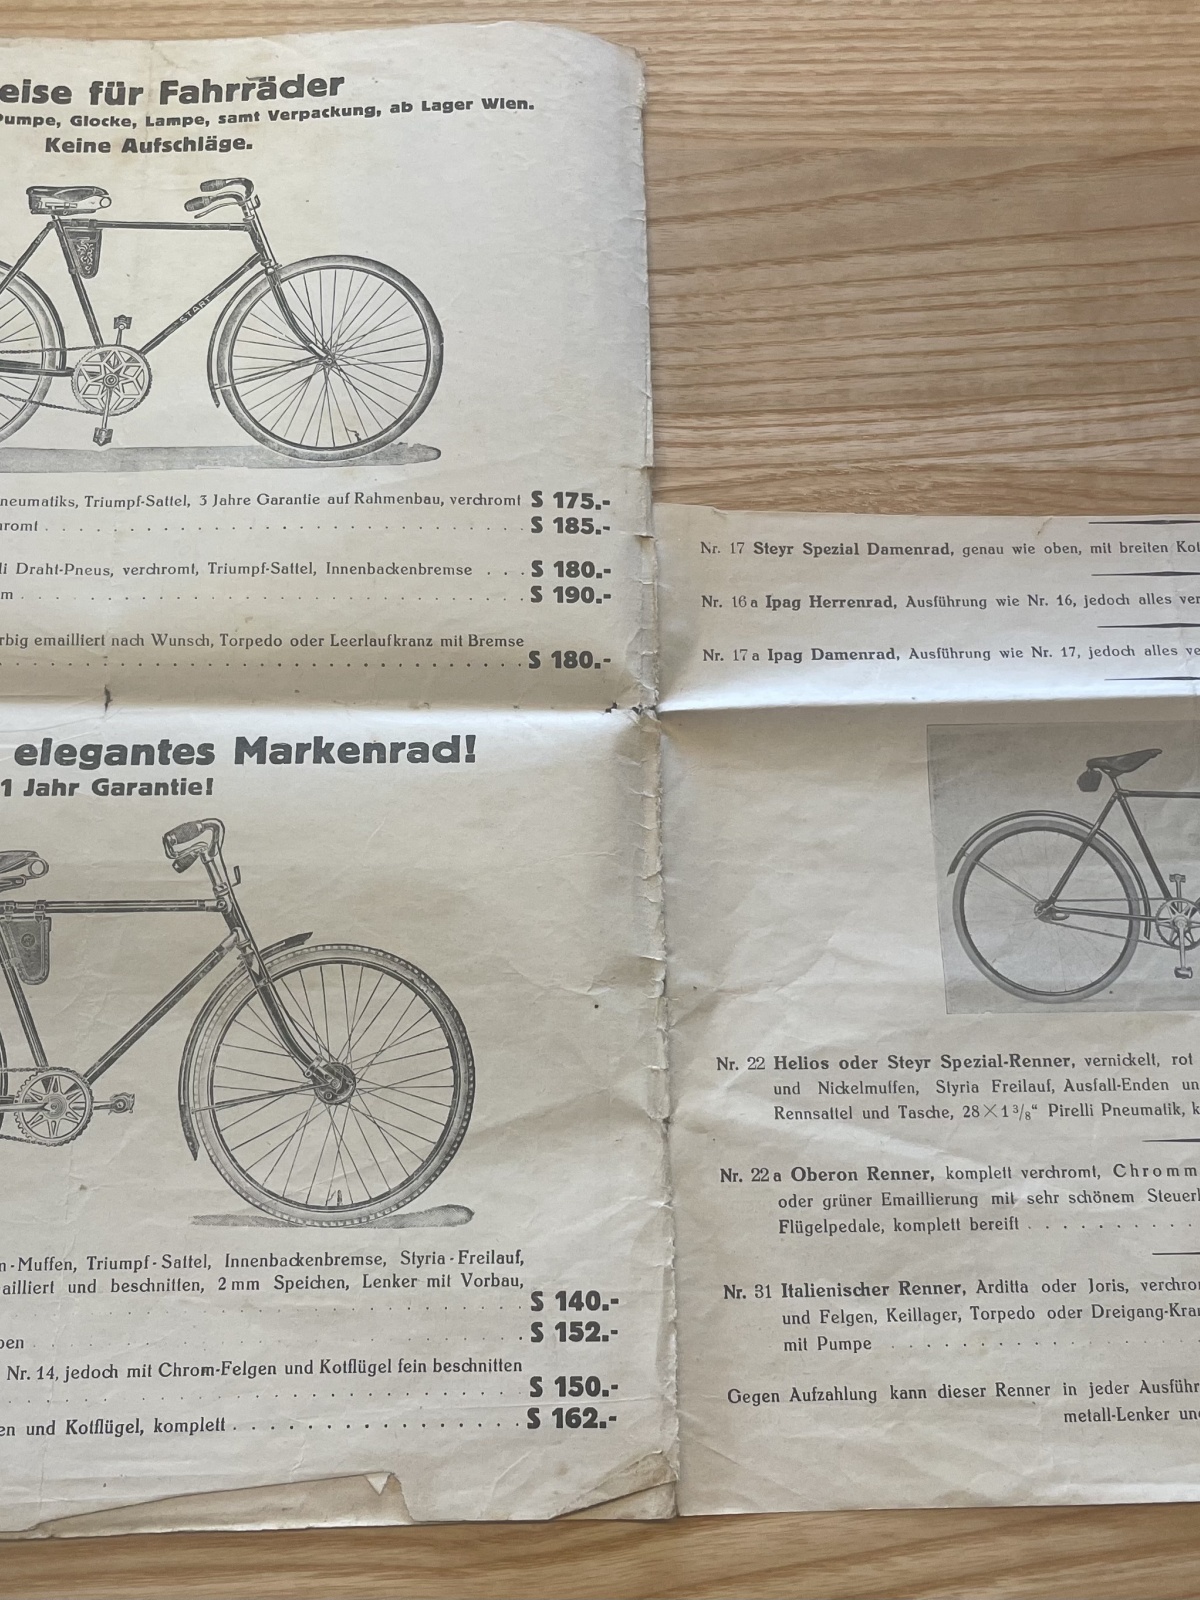 eise für Fahrräder
Pumpe, Glocke, Lampe, samt Verpackung, ab Lager Wien.
Keine Aufschläge.
START
neumatiks, Triumpf-Sattel, 3 Jahre Garantie auf Rahmenbau, verchromt S 175.-
hromt . . . . . . . . . . S 185.-
li Draht-Pneus, verchromt, Triumpf-Sattel, Innenbackenbremse . . . S 180.-
m . . . . . . . . . . S 190.-
rbig emailliert nach Wunsch, Torpedo oder Leerlaufkranz mit Bremse
. . . . . . . . . . S 180.-
elegantes Markenrad!
1 Jahr Garantie!
n-Muffen, Triumpf-Sattel, Innenbackenbremse, Styria-Freilauf,
ailliert und beschnitten, 2 mm Speichen, Lenker mit Vorbau,
. . . . . . . . . . S 140.-
ben . . . . . . . . . . S 152.-
Nr. 14, jedoch mit Chrom-Felgen und Kotflügel fein beschnitten
. . . . . . . . . . S 150.-
en und Kotflügel, komplett . . . . . . . . . . S 162.-
Nr. 17 Steyr Spezial Damenrad, genau wie oben, mit breiten Kot
Nr. 16a Ipag Herrenrad, Ausführung wie Nr. 16, jedoch alles ver
Nr. 17a Ipag Damenrad, Ausführung wie Nr. 17, jedoch alles ve
Nr. 22 Helios oder Steyr Spezial-Renner, vernickelt, rot
und Nickelmuffen, Styria Freilauf, Ausfall-Enden un
Rennsattel und Tasche, 28×1 3/8“ Pirelli Pneumatik, k
Nr. 22a Oberon Renner, komplett verchromt, Chromm
oder grüner Emaillierung mit sehr schönem Steuerk
Flügelpedale, komplett bereift . . . . . . . . . .
Nr. 31 Italienischer Renner, Arditta oder Joris, verchrom
und Felgen, Keillager, Torpedo oder Dreigang-Kran
mit Pumpe . . . . . . . . . .
Gegen Aufzahlung kann dieser Renner in jeder Ausführ
metall-Lenker und